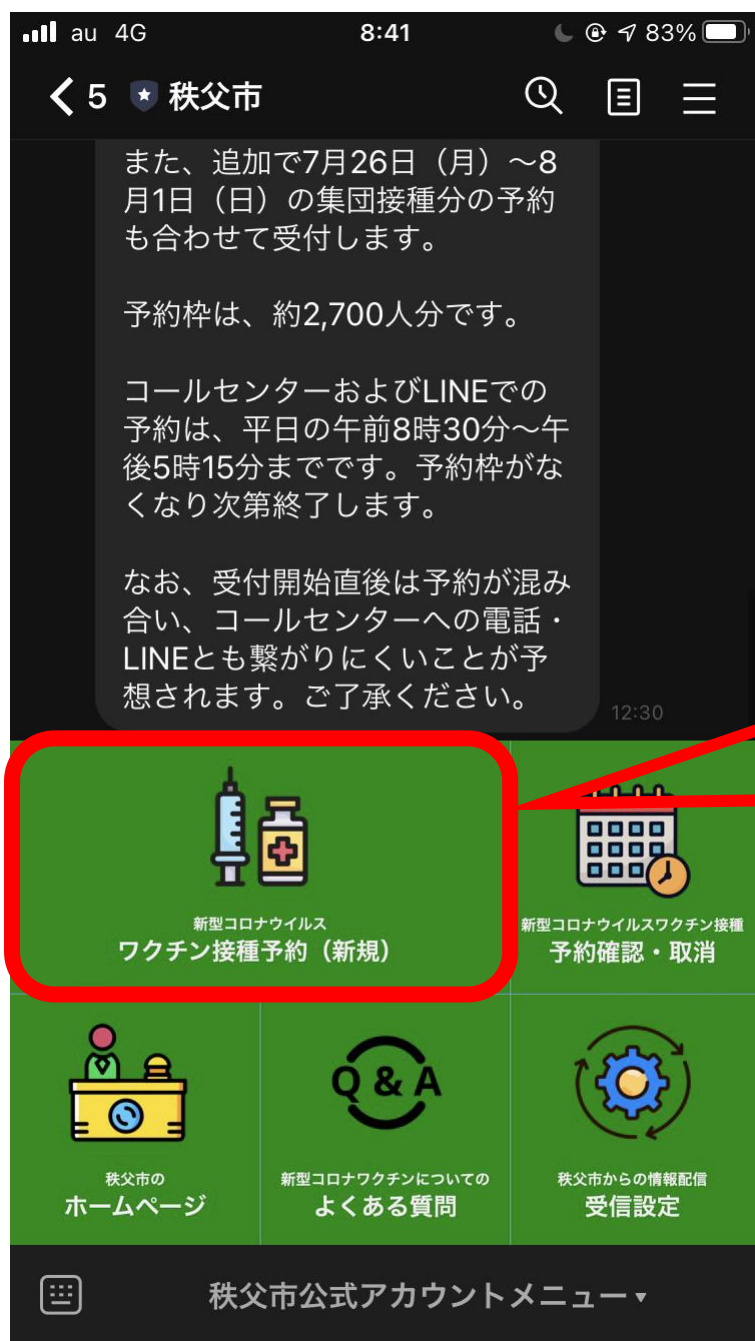 au 4G 8:41 83%
5 秩父市
また、追加で7月26日（月）～8
月1日（日）の集団接種分の予約
も合わせて受付します。
予約枠は、約2,700人分です。
コールセンターおよびLINEでの
予約は、平日の午前8時30分～午
後5時15分までです。予約枠がな
くなり次第終了します。
なお、受付開始直後は予約が混み
合い、コールセンターへの電話・
LINEとも繋がりにくいことが予
想されます。ご了承ください。
12:30
新型コロナウイルス
ワクチン接種予約（新規）
新型コロナウイルスワクチン接種
予約確認・取消
秩父市の
ホームページ
Q & A
新型コロナワクチンについての
よくある質問
秩父市からの情報配信
受信設定
秩父市公式アカウントメニュー ▾